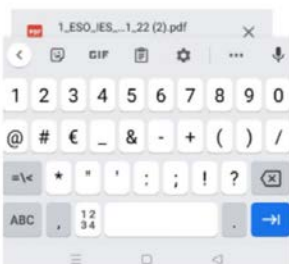 1_ESO_IES_...1_22 (2).pdf
GIF
1 2 3 4 5 6 7 8 9 0
@ # € _ & - + ( ) /
=\< * " ' : ; ! ?
ABC , 12 .
34